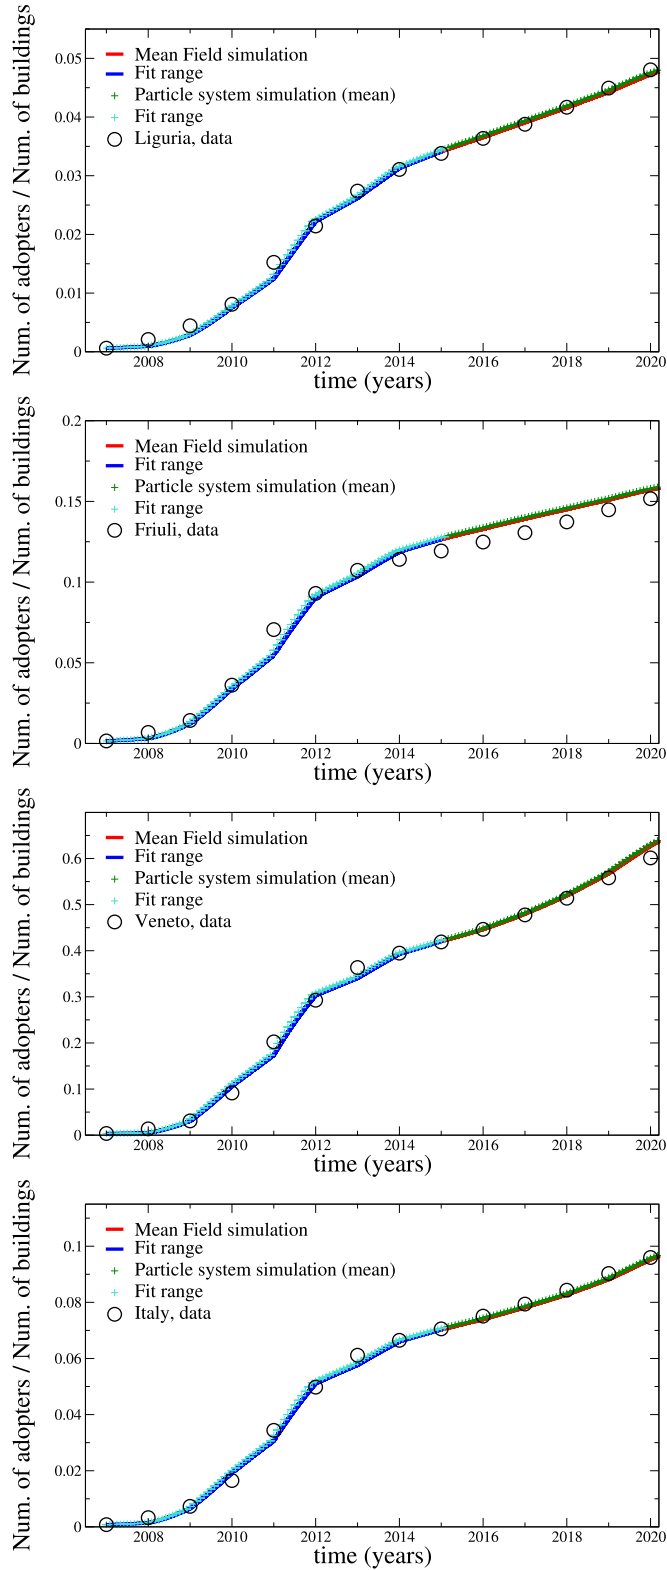 0.05
0.04
0.03
0.02
0.01
0
Num. of adopters / Num. of buildings
Mean Field simulation
Fit range
Particle system simulation (mean)
Fit range
Liguria, data
2008 2010 2012 2014 2016 2018 2020
time (years)
0.2
0.15
0.1
0.05
0
Num. of adopters / Num. of buildings
Mean Field simulation
Fit range
Particle system simulation (mean)
Fit range
Friuli, data
2008 2010 2012 2014 2016 2018 2020
time (years)
0.6
0.5
0.4
0.3
0.2
0.1
0
Num. of adopters / Num. of buildings
Mean Field simulation
Fit range
Particle system simulation (mean)
Fit range
Veneto, data
2008 2010 2012 2014 2016 2018 2020
time (years)
0.1
0.08
0.06
0.04
0.02
0
Num. of adopters / Num. of buildings
Mean Field simulation
Fit range
Particle system simulation (mean)
Fit range
Italy, data
2008 2010 2012 2014 2016 2018 2020
time (years)